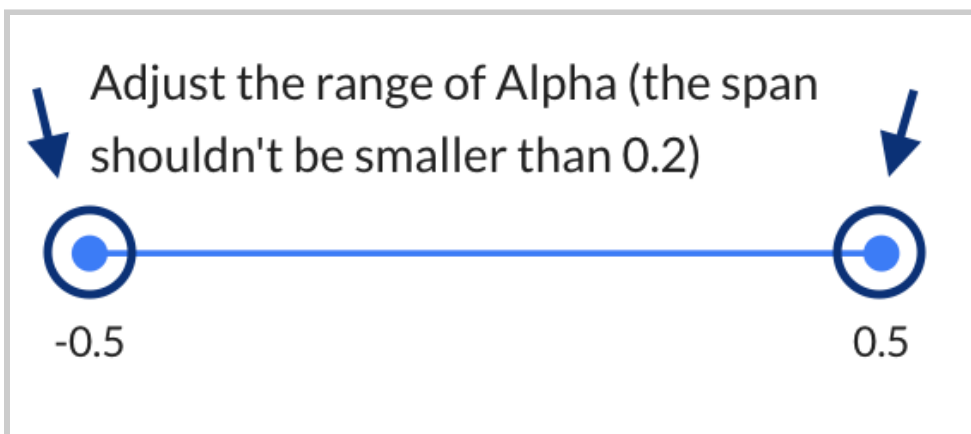 Adjust the range of Alpha (the span
shouldn't be smaller than 0.2)
-0.5 0.5